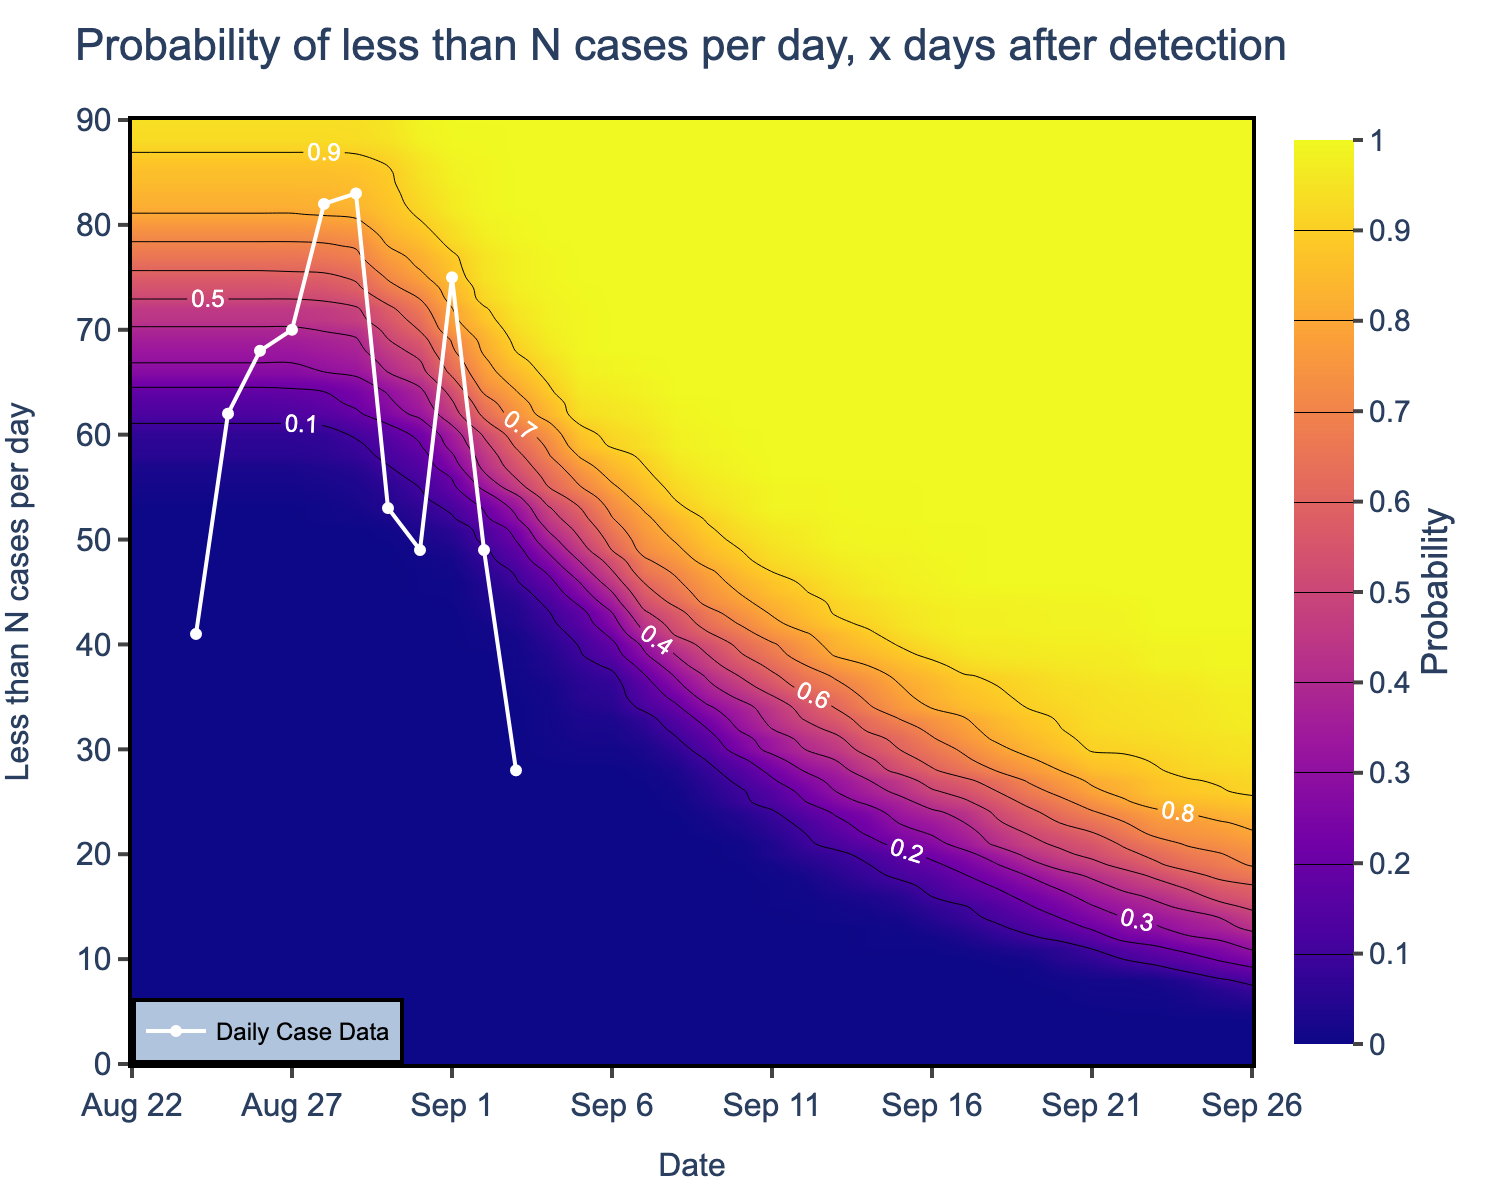 Probability of less than N cases per day, x days after detection
90
80
70
60
50
40
30
20
10
0
Less than N cases per day
0.9
0.5
0.1
0.7
0.4
0.6
0.8
0.2
0.3
Daily Case Data
Aug 22
Aug 27
Sep 1
Sep 6
Sep 11
Sep 16
Sep 21
Sep 26
Date
1
0.9
0.8
0.7
0.6
0.5
0.4
0.3
0.2
0.1
0
Probability